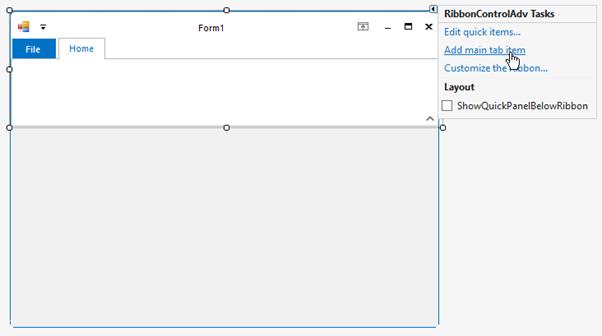 Form1
File Home
RibbonControlAdv Tasks
Edit quick items...
Add main tab item
Customize the ribbon...
Layout
ShowQuickPanelBelowRibbon